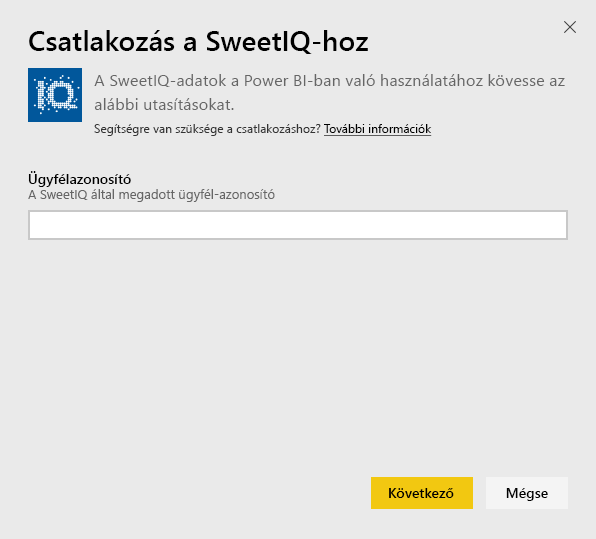 Csatlakozás a SweetIQ-hoz
IQ
A SweetIQ-adatok a Power BI-ban való használatához kövesse az
alábbi utasításokat.
Segítségre van szüksége a csatlakozáshoz? További információk
Ügyfélazonosító
A SweetIQ által megadott ügyfél-azonosító
Következő
Mégse